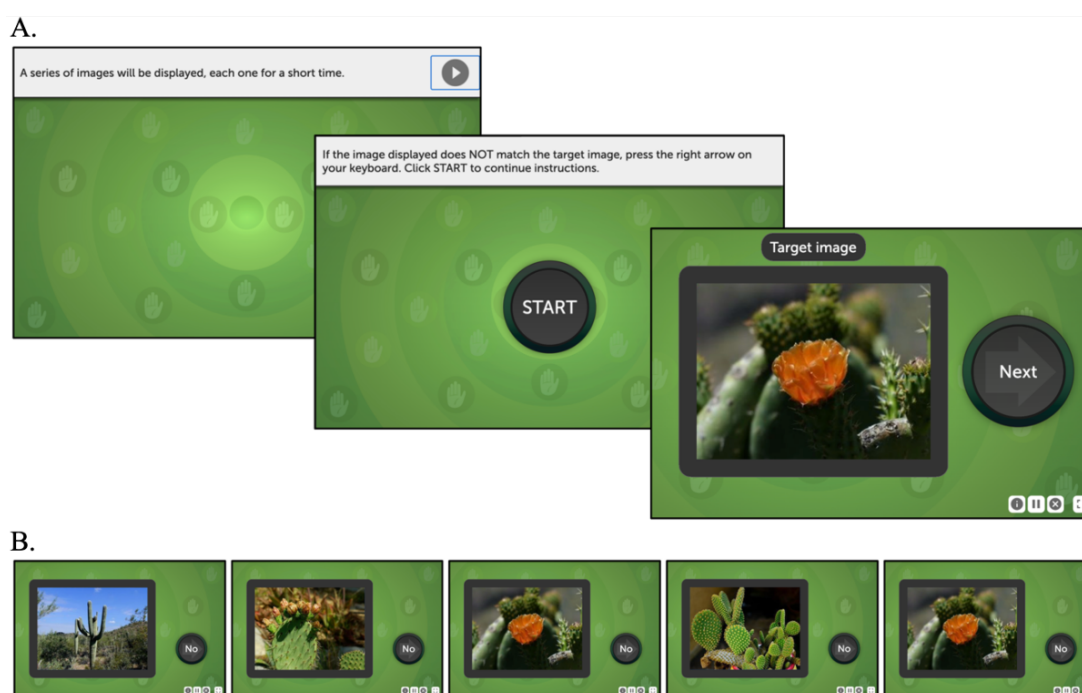 A.
A series of images will be displayed, each one for a short time.
If the image displayed does NOT match the target image, press the right arrow on
your keyboard. Click START to continue instructions.
START
Target image
Next
B.
No
No
No
No
No